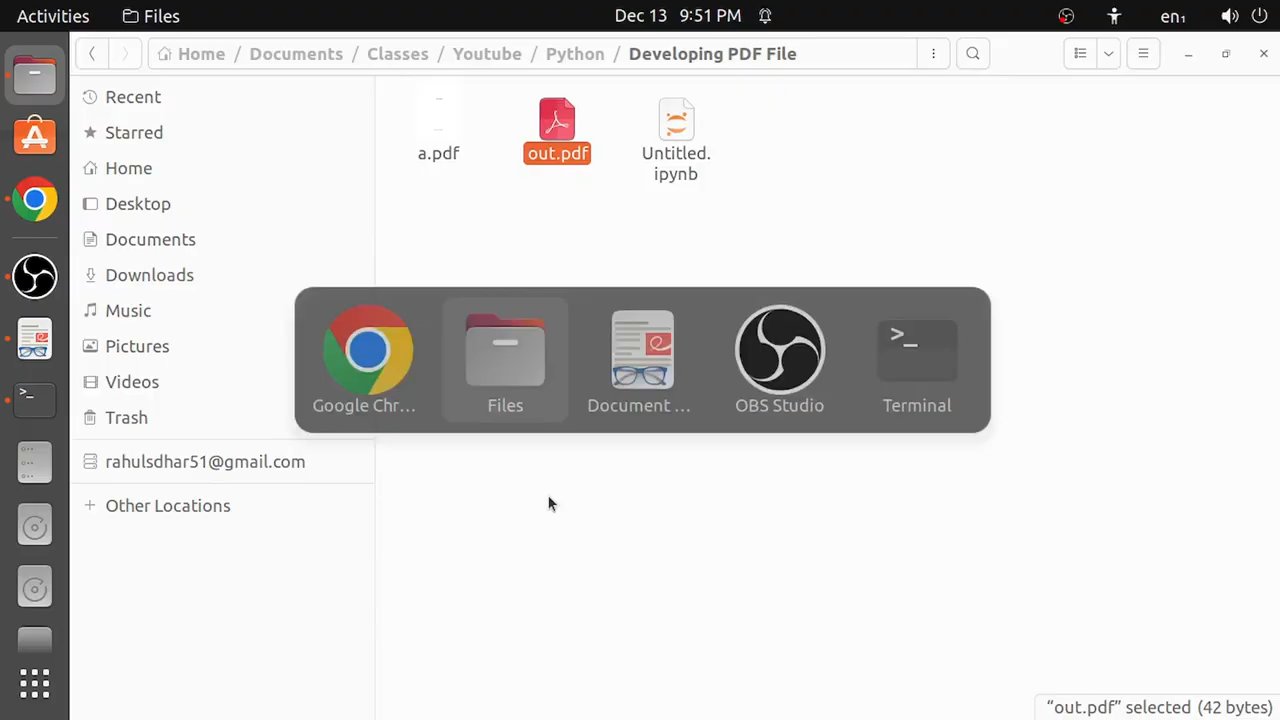 Activities
Files
Dec 13 9:51 PM
en₁
Home / Documents / Classes / Youtube / Python / Developing PDF File
Recent
Starred
Home
Desktop
Documents
Downloads
Music
Pictures
Videos
Trash
rahulsdhar51@gmail.com
+ Other Locations
a.pdf
out.pdf
Untitled.
ipynb
Google Chr...
Files
Document ...
OBS Studio
Terminal
“out.pdf” selected (42 bytes)